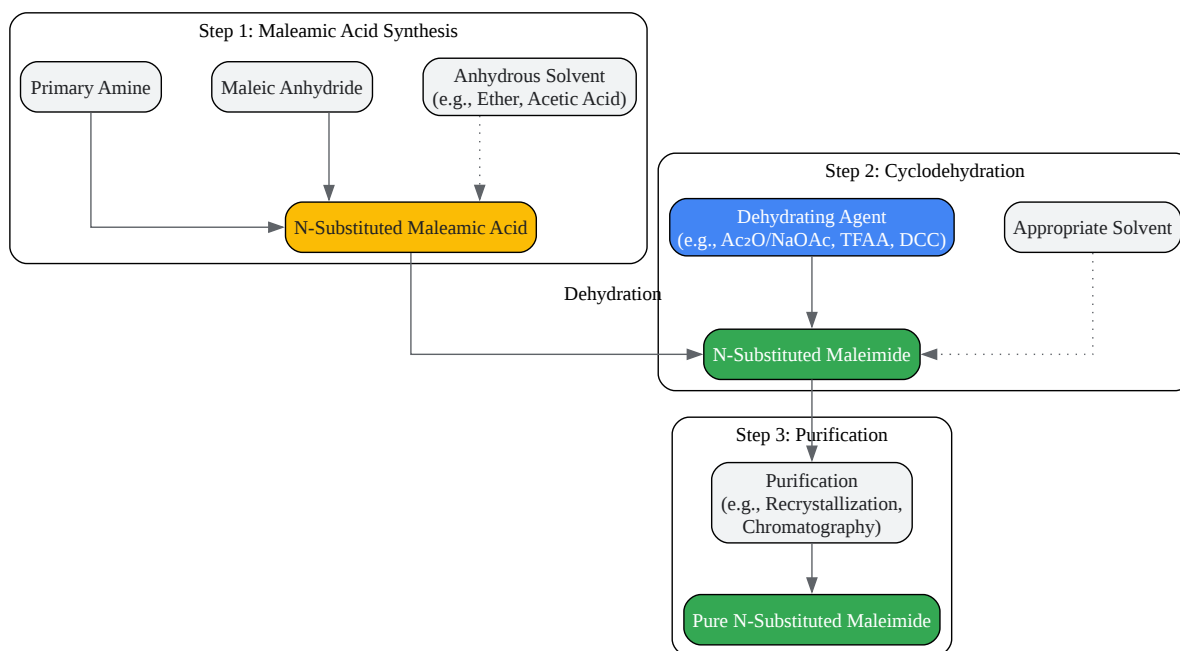 Step 1: Maleamic Acid Synthesis
Primary Amine
Maleic Anhydride
Anhydrous Solvent
(e.g., Ether, Acetic Acid)
N-Substituted Maleamic Acid
Dehydration
Step 2: Cyclodehydration
Dehydrating Agent
(e.g., Ac₂O/NaOAc, TFAA, DCC)
Appropriate Solvent
N-Substituted Maleimide
Step 3: Purification
Purification
(e.g., Recrystallization,
Chromatography)
Pure N-Substituted Maleimide